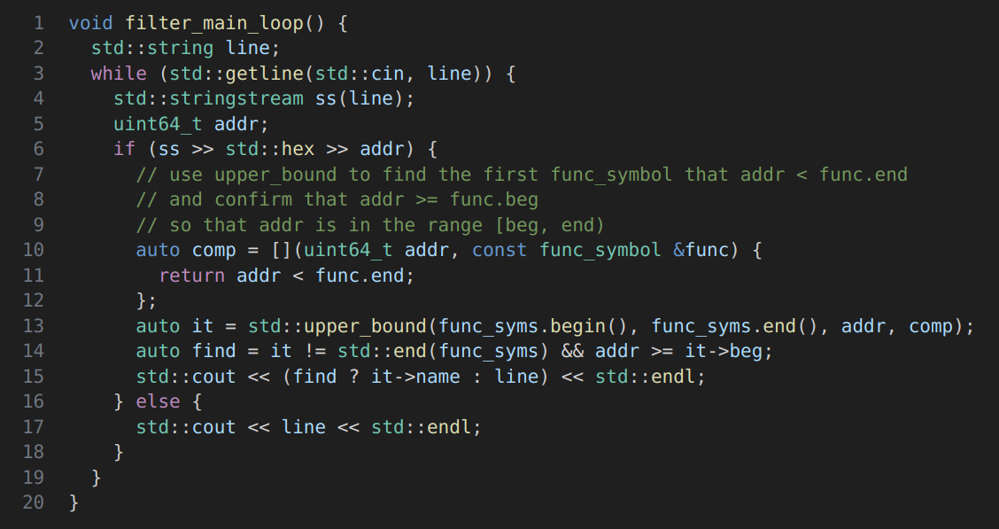 1 void filter_main_loop() {
2   std::string line;
3   while (std::getline(std::cin, line)) {
4     std::stringstream ss(line);
5     uint64_t addr;
6     if (ss >> std::hex >> addr) {
7       // use upper_bound to find the first func_symbol that addr < func.end
8       // and confirm that addr >= func.beg
9       // so that addr is in the range [beg, end)
10       auto comp = [](uint64_t addr, const func_symbol &func) {
11         return addr < func.end;
12       };
13       auto it = std::upper_bound(func_syms.begin(), func_syms.end(), addr, comp);
14       auto find = it != std::end(func_syms) && addr >= it->beg;
15       std::cout << (find ? it->name : line) << std::endl;
16     } else {
17       std::cout << line << std::endl;
18     }
19   }
20 }